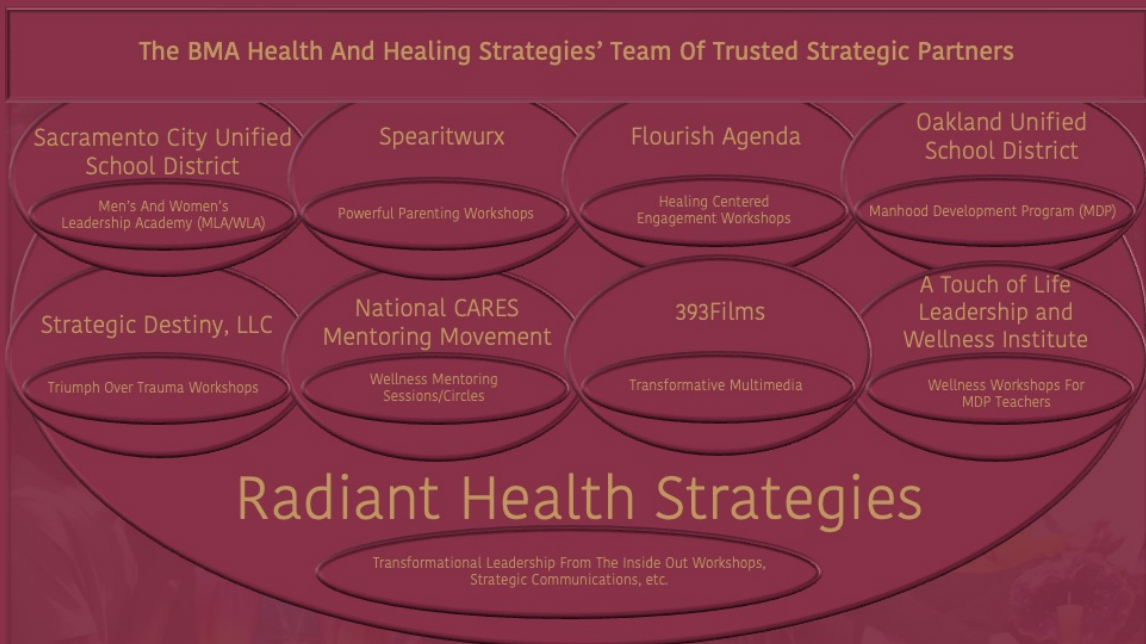 The BMA Health And Healing Strategies’ Team Of Trusted Strategic Partners
Sacramento City Unified
School District
Men’s And Women’s
Leadership Academy (MLA/WLA)
Spearitwurx
Powerful Parenting Workshops
Flourish Agenda
Healing Centered
Engagement Workshops
Oakland Unified
School District
Manhood Development Program (MDP)
Strategic Destiny, LLC
Triumph Over Trauma Workshops
National CARES
Mentoring Movement
Wellness Mentoring
Sessions/Circles
393Films
Transformative Multimedia
A Touch of Life
Leadership and
Wellness Institute
Wellness Workshops For
MDP Teachers
Radiant Health Strategies
Transformational Leadership From The Inside Out Workshops,
Strategic Communications, etc.